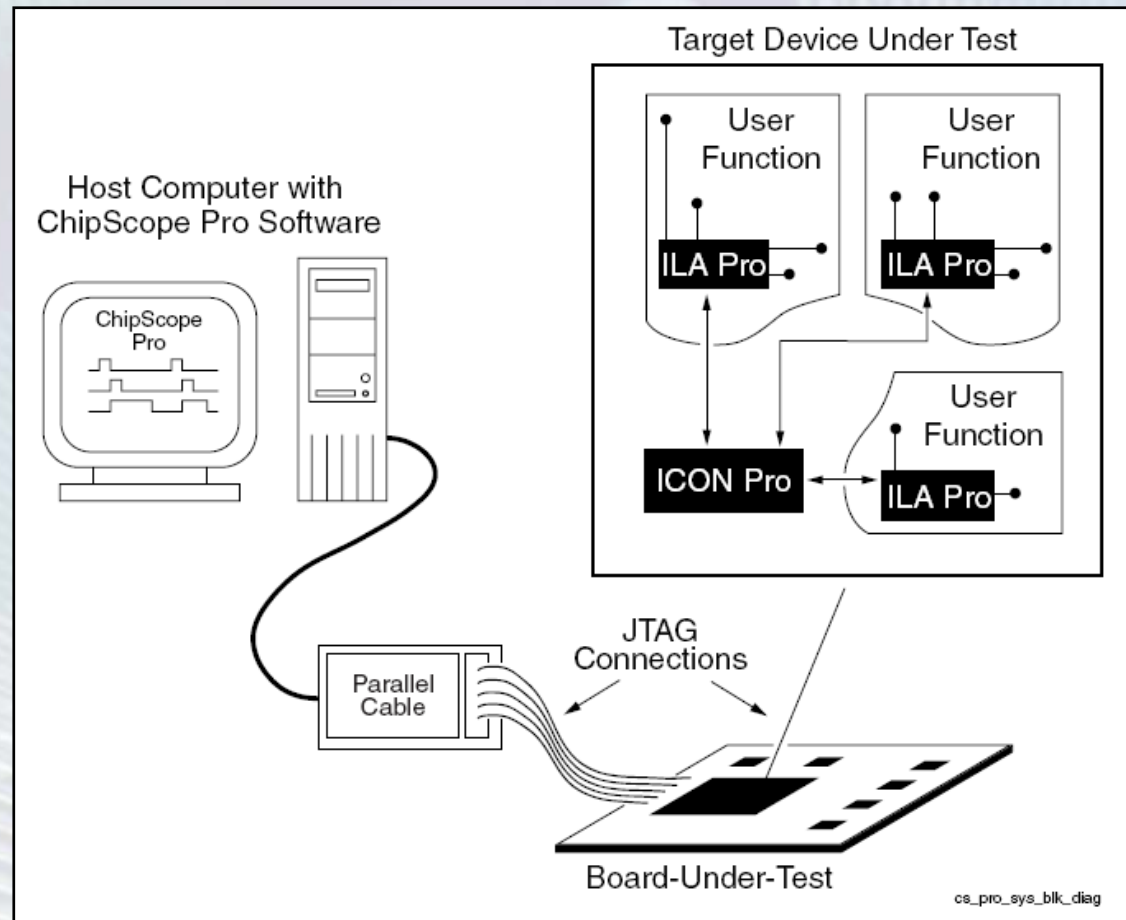 Target Device Under Test
User
Function
ILA Pro
User
Function
ILA Pro
Host Computer with
ChipScope Pro Software
ChipScope
Pro
User
Function
ICON Pro
ILA Pro
JTAG
Connections
Parallel
Cable
Board-Under-Test
cs_pro_sys_blk_diag